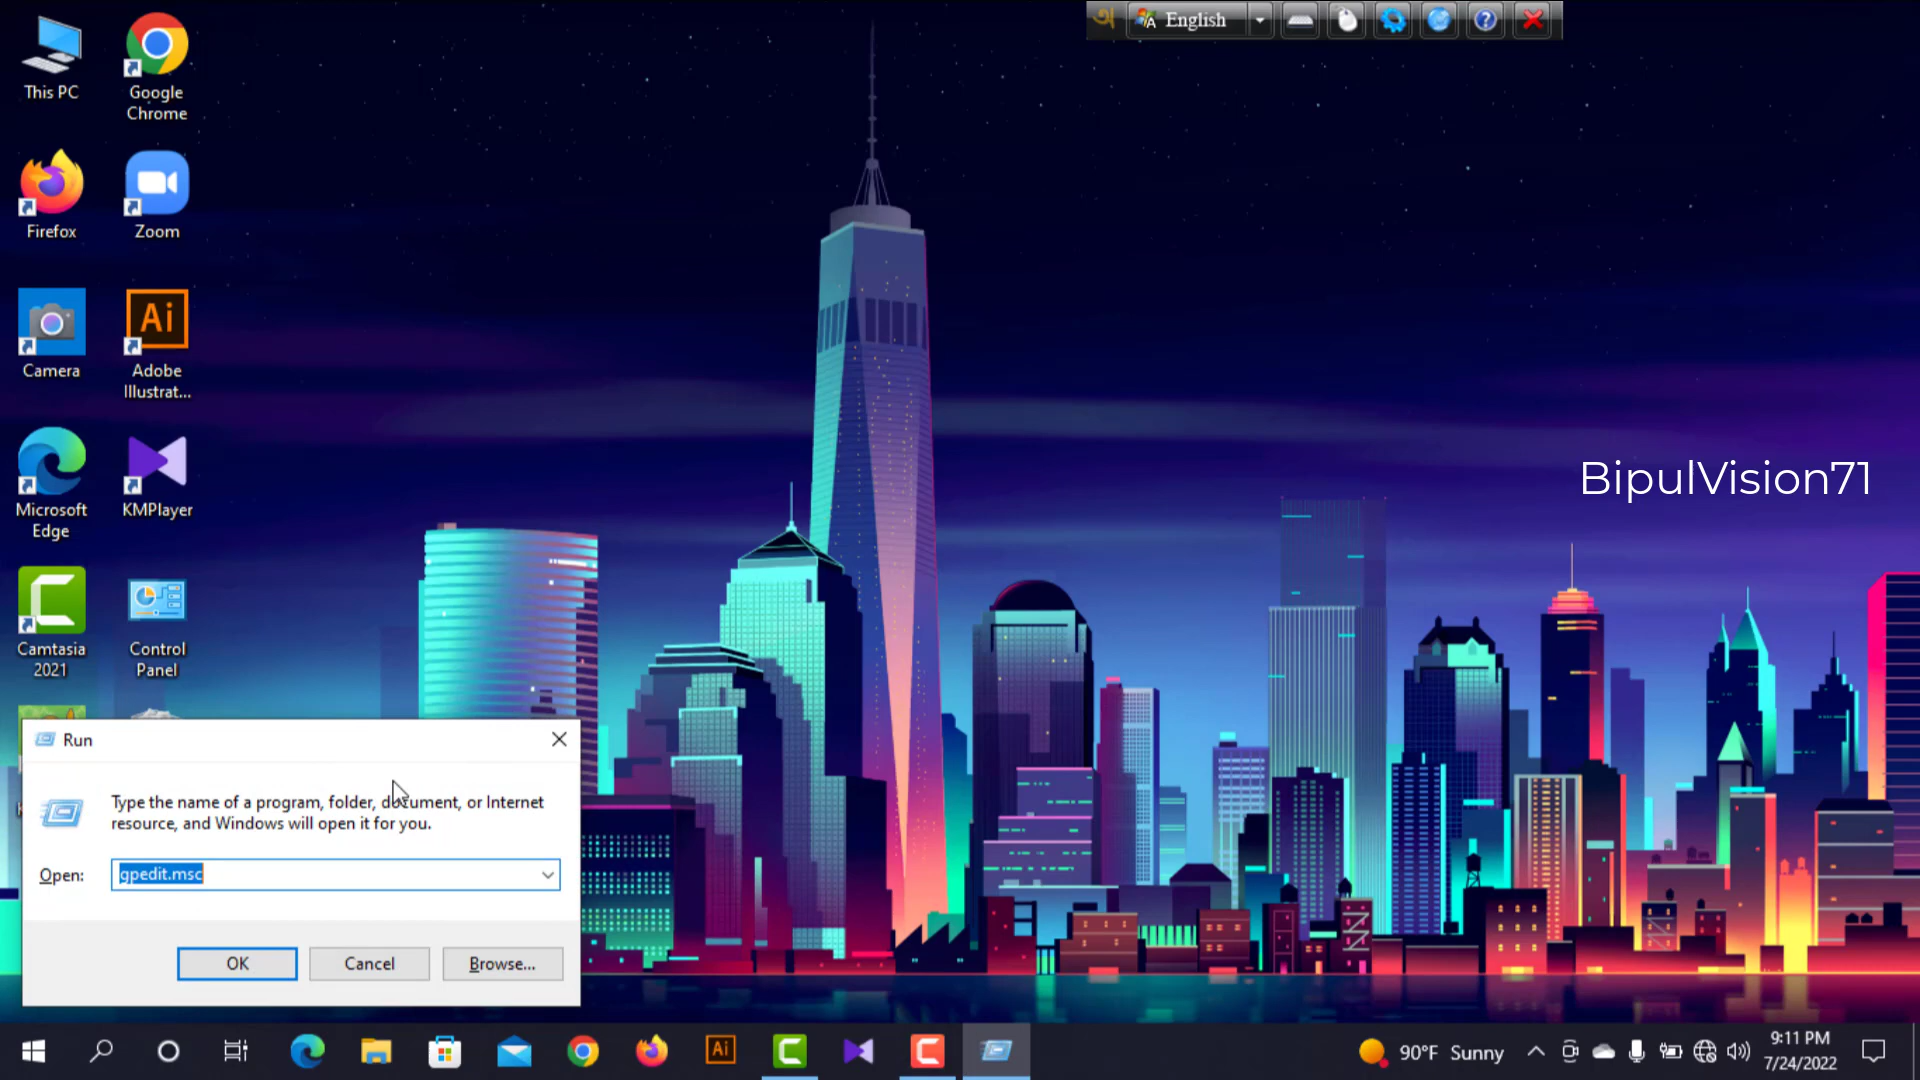 অ
English
This PC
Google
Chrome
Firefox
Zoom
Camera
Ai
Adobe
Illustrat...
Microsoft
Edge
KMPlayer
Camtasia
2021
Control
Panel
BipulVision71
Run
Type the name of a program, folder, document, or Internet
resource, and Windows will open it for you.
Open:
gpedit.msc
OK
Cancel
Browse...
Ai
90°F Sunny
9:11 PM
7/24/2022